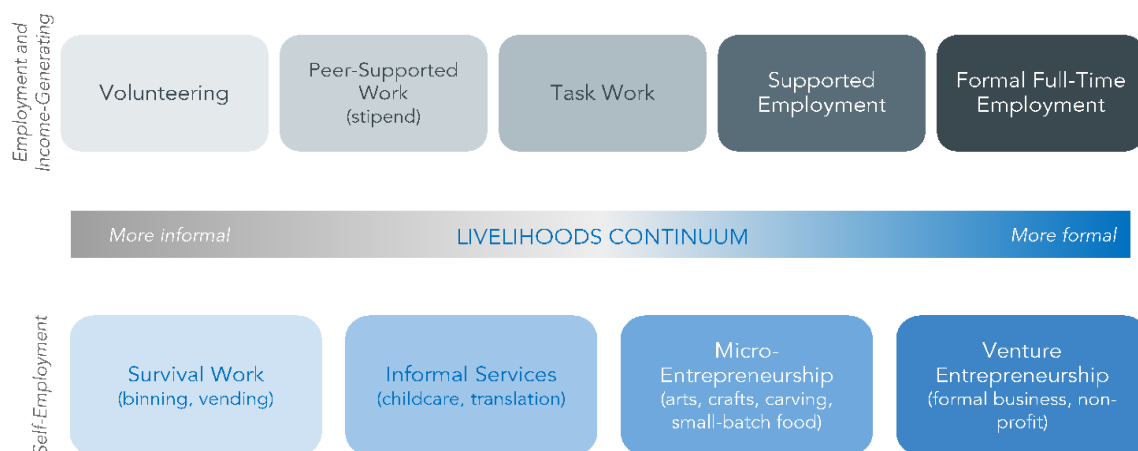 Employment and
Income-Generating
Volunteering
Peer-Supported
Work
(stipend)
Task Work
Supported
Employment
Formal Full-Time
Employment
More informal
LIVELIHOODS CONTINUUM
More formal
Self-Employment
Survival Work
(binning, vending)
Informal Services
(childcare, translation)
Micro-
Entrepreneurship
(arts, crafts, carving,
small-batch food)
Venture
Entrepreneurship
(formal business, non-
profit)